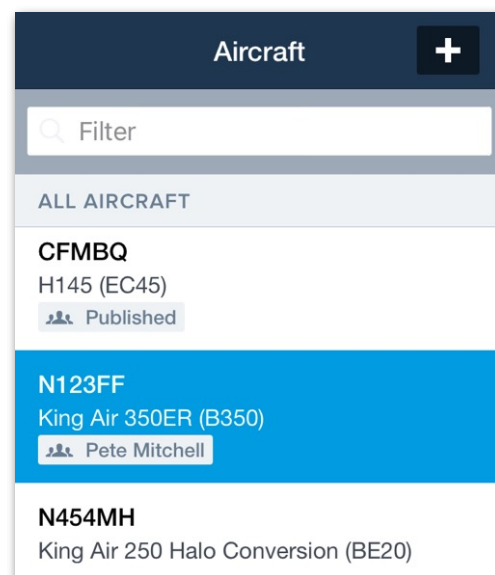 Aircraft
Filter
ALL AIRCRAFT
CFMBQ
H145 (EC45)
Published
N123FF
King Air 350ER (B350)
Pete Mitchell
N454MH
King Air 250 Halo Conversion (BE20)